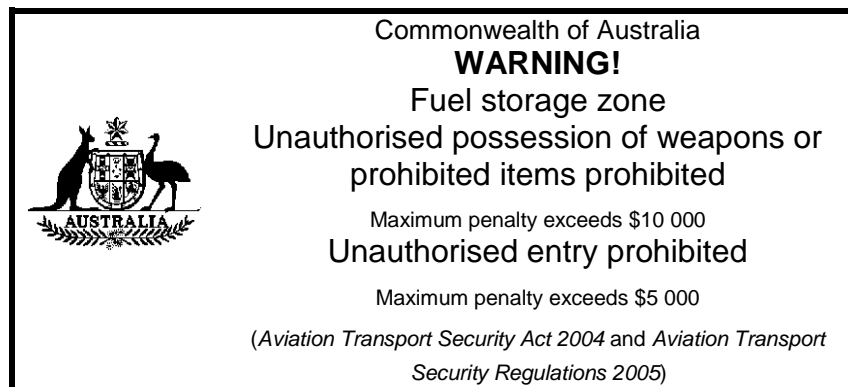 Commonwealth of Australia
WARNING!
Fuel storage zone
Unauthorised possession of weapons or
prohibited items prohibited
Maximum penalty exceeds $10 000
Unauthorised entry prohibited
Maximum penalty exceeds $5 000
(Aviation Transport Security Act 2004 and Aviation Transport
Security Regulations 2005)
AUSTRALIA